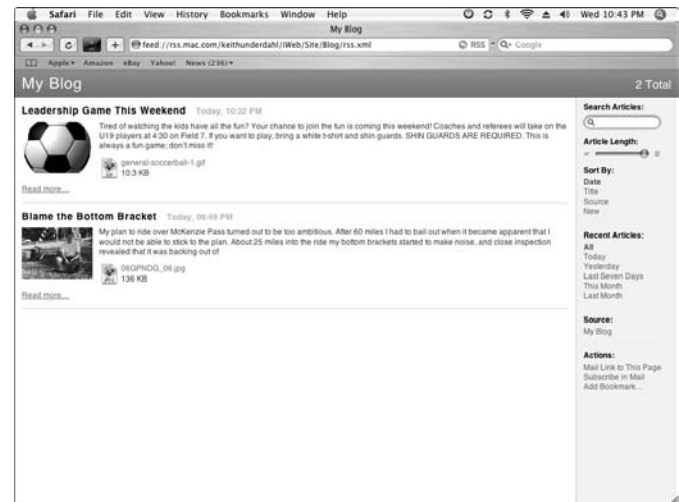 Safari File Edit View History Bookmarks Window Help Wed 10:43 PM
My Blog
feed://rss.mac.com/keithunderdahl/iWeb/Site/Blog/rss.xml RSS Google
Apple Amazon eBay Yahoo! News (236)
My Blog 2 Total
Leadership Game This Weekend Today, 10:32 PM
Tired of watching the kids have all the fun? Your chance to join the fun is coming this weekend! Coaches and referees will take on the
U19 players at 4:30 on Field 7. If you want to play, bring a white t-shirt and shin guards. SHIN GUARDS ARE REQUIRED. This is
always a fun game; don't miss it!
general-soccerball-1.gif
10.3 KB
Read more...
Blame the Bottom Bracket Today, 08:49 PM
My plan to ride over McKenzie Pass turned out to be too ambitious. After 60 miles I had to bail out when it became apparent that I
would not be able to stick to the plan. About 25 miles into the ride my bottom brackets started to make noise, and close inspection
revealed that it was backing out of
06GPNDG_06.jpg
136 KB
Read more...
Search Articles:
Article Length:
Sort By:
Date
Title
Source
New
Recent Articles:
All
Today
Yesterday
Last Seven Days
This Month
Last Month
Source:
My Blog
Actions:
Mail Link to This Page
Subscribe in Mail
Add Bookmark...